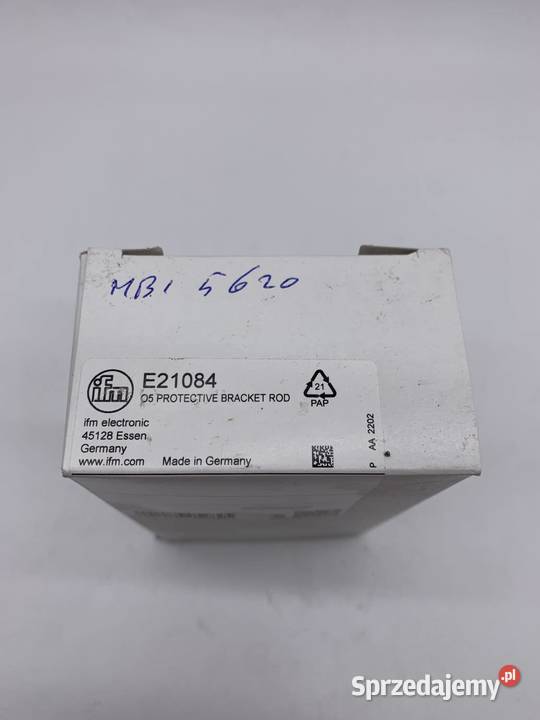 MB1 5620
ifm
E21084
O5 PROTECTIVE BRACKET ROD
ifm electronic
45128 Essen
Germany
www.ifm.com Made in Germany
21
PAP
P AA 2202
Sprzedajemy.pl